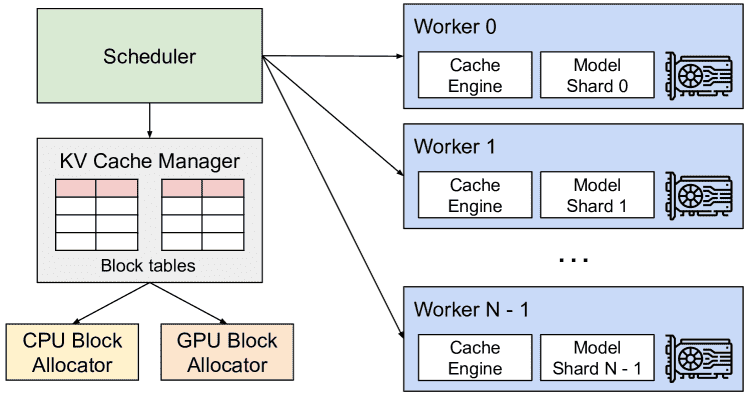 Scheduler
KV Cache Manager
Block tables
CPU Block
Allocator
GPU Block
Allocator
Worker 0
Cache
Engine
Model
Shard 0
Worker 1
Cache
Engine
Model
Shard 1
...
Worker N - 1
Cache
Engine
Model
Shard N - 1